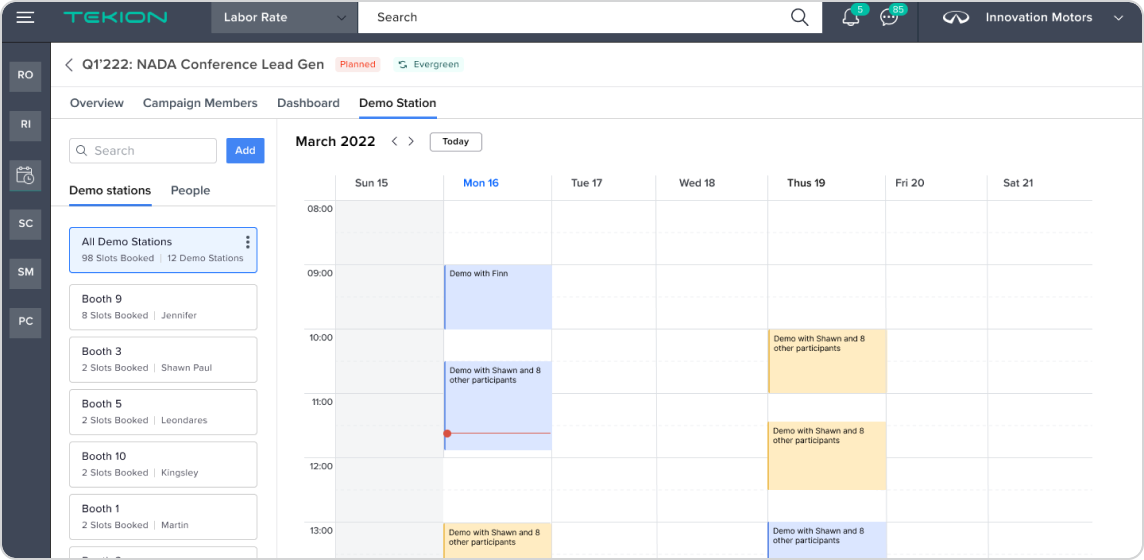 TEKION
Labor Rate
Search
5
85
Innovation Motors
RO
RI
SC
SM
PC
Q1’222: NADA Conference Lead Gen
Planned
Evergreen
Overview
Campaign Members
Dashboard
Demo Station
Search
Add
Demo stations
People
All Demo Stations
98 Slots Booked | 12 Demo Stations
Booth 9
8 Slots Booked | Jennifer
Booth 3
2 Slots Booked | Shawn Paul
Booth 5
2 Slots Booked | Leondares
Booth 10
2 Slots Booked | Kingsley
Booth 1
2 Slots Booked | Martin
March 2022
Today
Sun 15
Mon 16
Tue 17
Wed 18
Thus 19
Fri 20
Sat 21
08:00
09:00
Demo with Finn
10:00
Demo with Shawn and 8
other participants
Demo with Shawn and 8
other participants
11:00
Demo with Shawn and 8
other participants
12:00
13:00
Demo with Shawn and 8
other participants
Demo with Shawn and 8
other participants